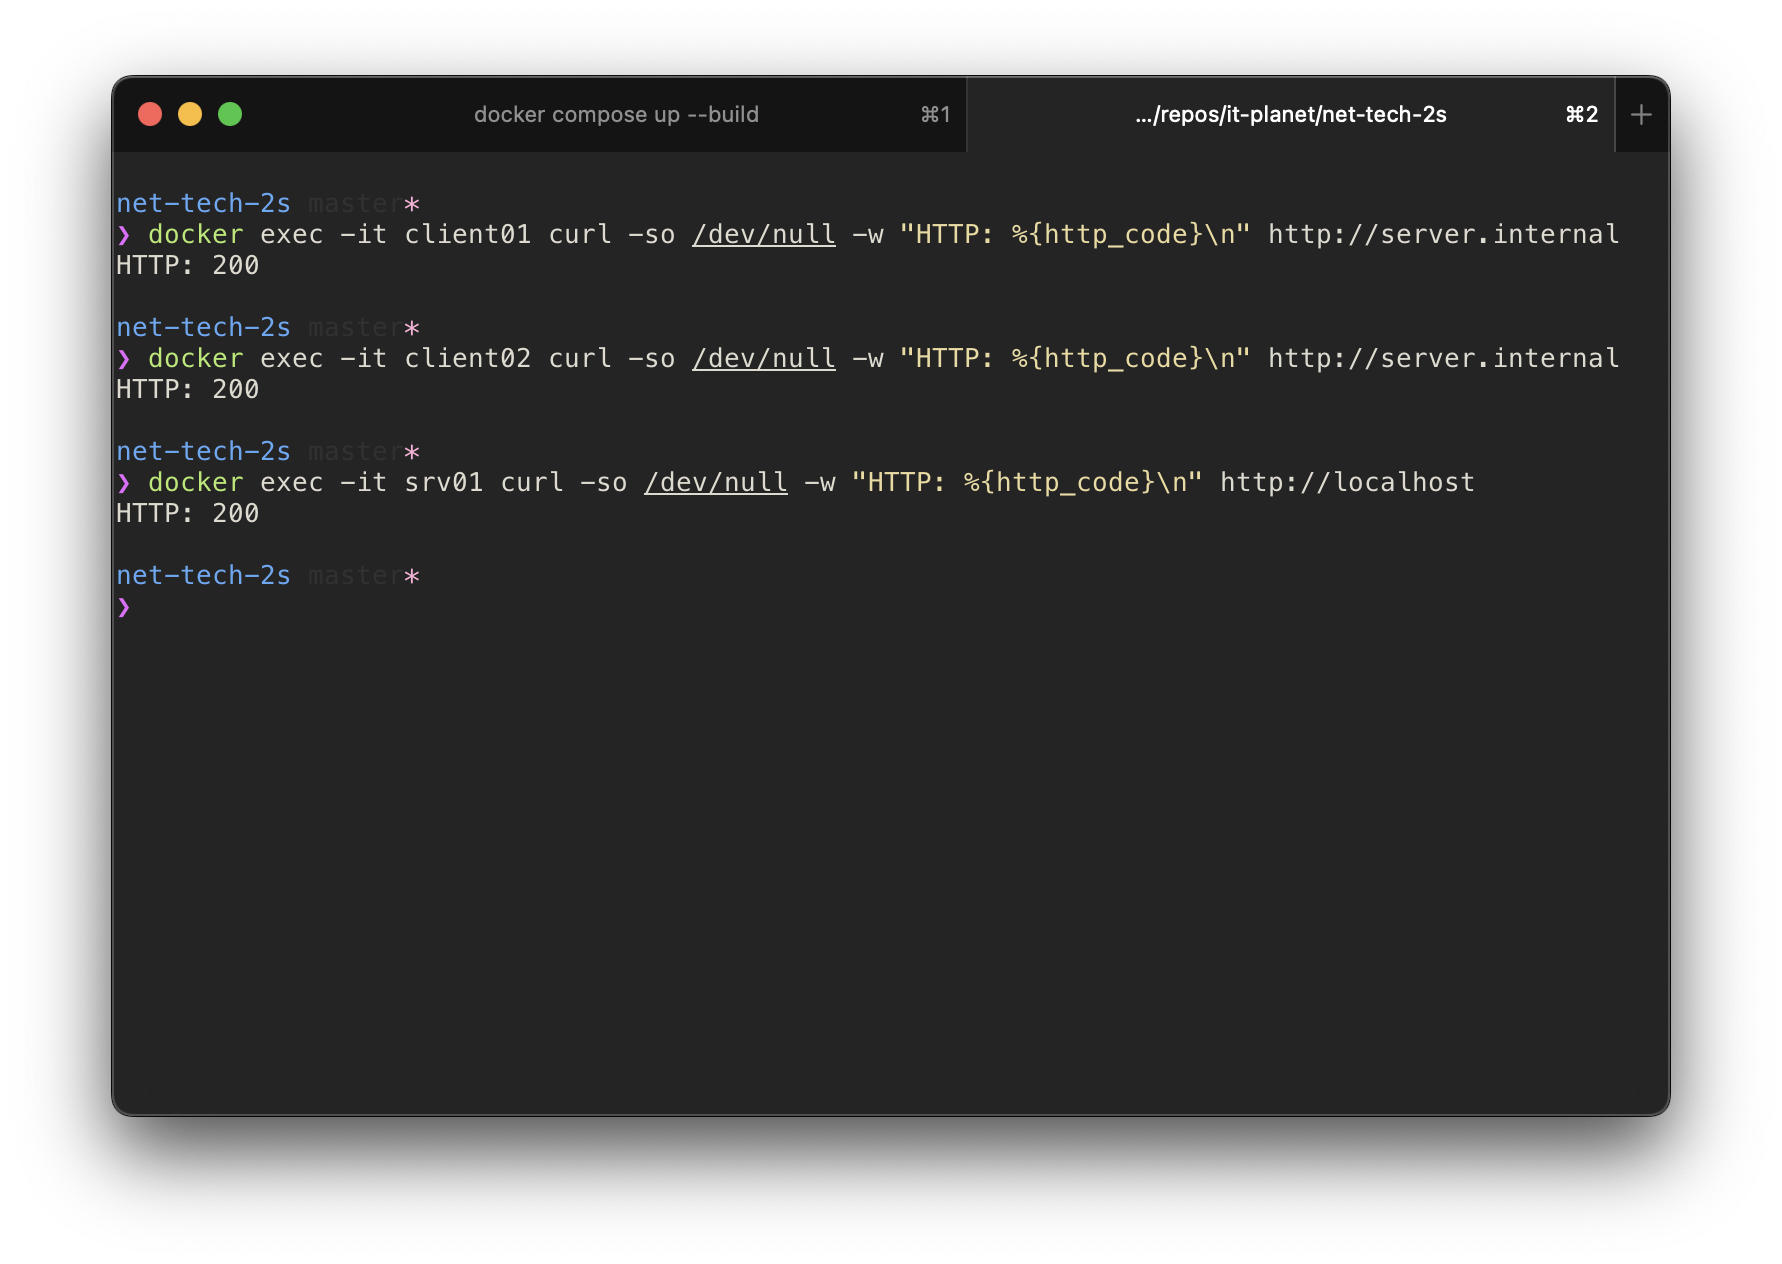 docker compose up --build ⌘1 .../repos/it-planet/net-tech-2s ⌘2 +
net-tech-2s master*
❯ docker exec -it client01 curl -so /dev/null -w "HTTP: %{http_code}\n" http://server.internal
HTTP: 200
net-tech-2s master*
❯ docker exec -it client02 curl -so /dev/null -w "HTTP: %{http_code}\n" http://server.internal
HTTP: 200
net-tech-2s master*
❯ docker exec -it srv01 curl -so /dev/null -w "HTTP: %{http_code}\n" http://localhost
HTTP: 200
net-tech-2s master*
❯